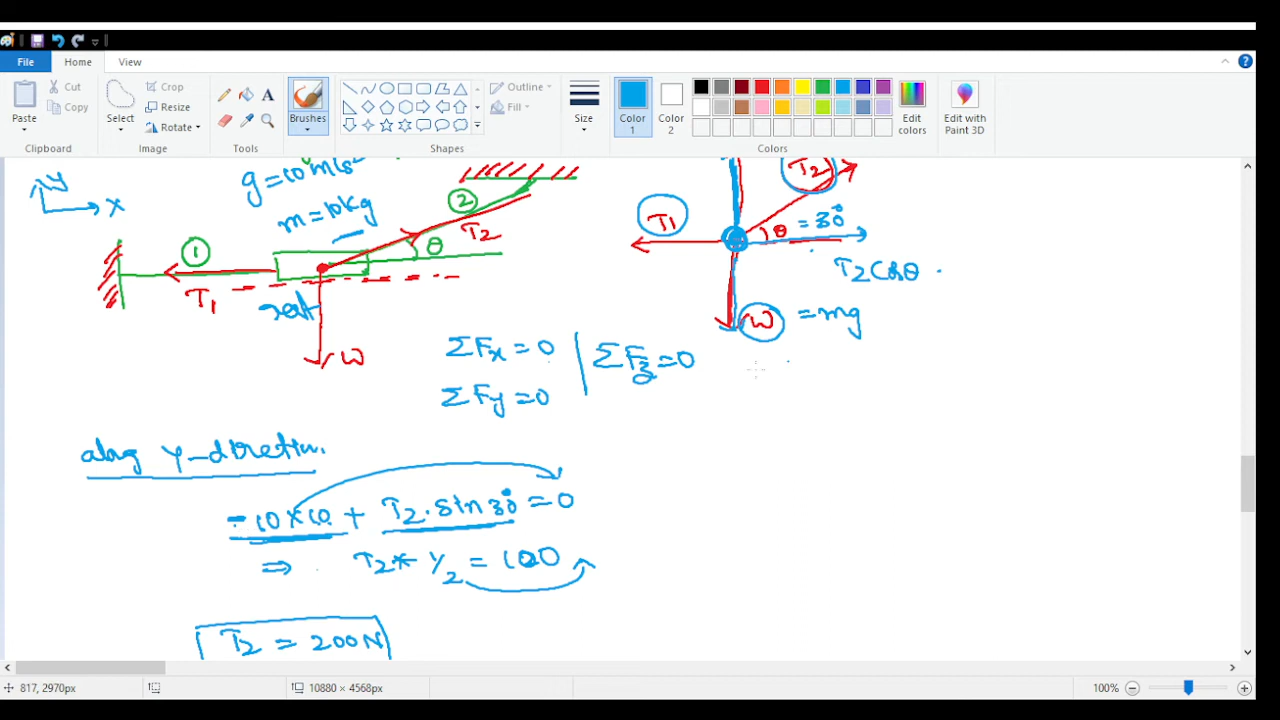 File Home View
Cut
Copy
Paste
Clipboard
Select
Crop
Resize
Rotate
Image
A
Tools
Brushes
Outline
Fill
Shapes
Size
Color 1
Color 2
Edit colors
Edit with Paint 3D
Colors
Y
X
g=10m/s²
m=10kg
1
2
T1
T2
θ
rest
W
T2
T1
θ =30°
T2 Cosθ
W =mg
ΣFx=0
ΣFy=0
ΣFz=0
along Y-direction.
-10×10 + T2.Sin30°=0
⇒ T2* 1/2 = 100
T2 = 200N
817, 2970px
10880 × 4568px
100%